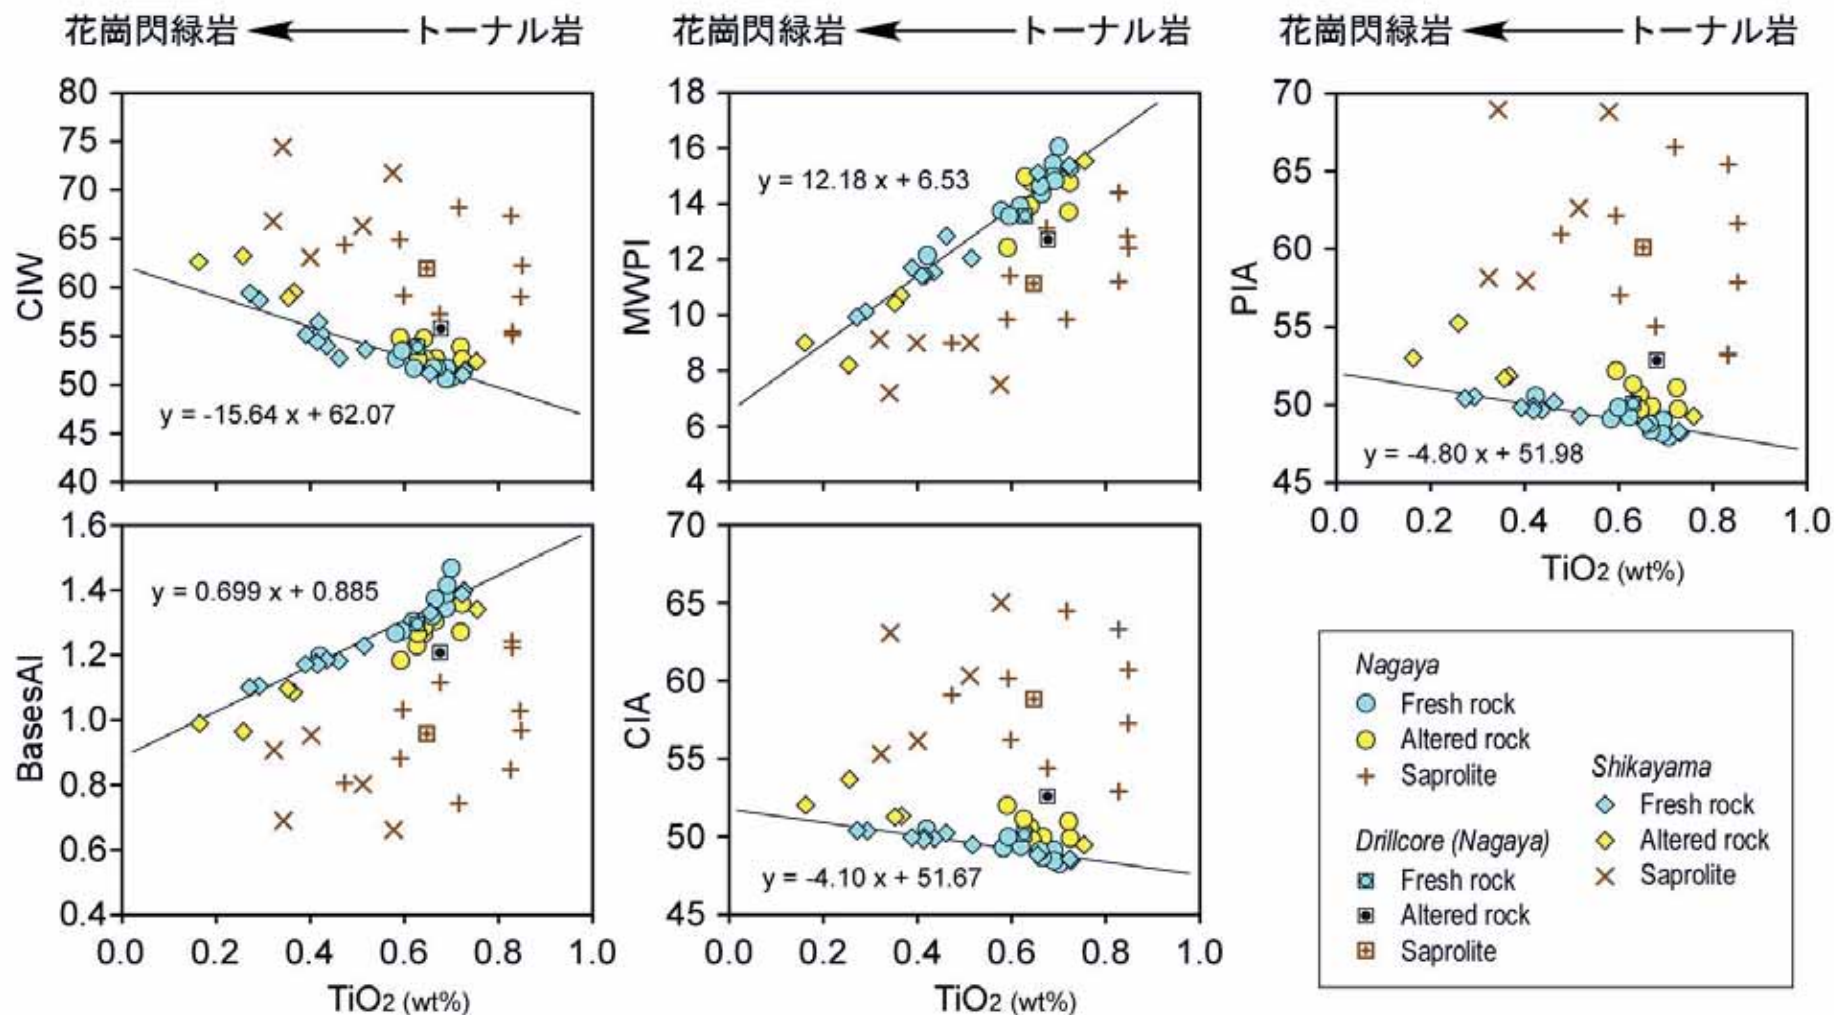 花崗閃緑岩 トーナル岩
花崗閃緑岩 トーナル岩
花崗閃緑岩 トーナル岩
80
75
70
65
60
55
50
45
40
CIW
y = -15.64 x + 62.07
18
16
14
12
10
8
6
4
MWPI
y = 12.18 x + 6.53
70
65
60
55
50
45
PIA
y = -4.80 x + 51.98
0.0 0.2 0.4 0.6 0.8 1.0
TiO2 (wt%)
1.6
1.4
1.2
1.0
0.8
0.6
0.4
BasesAl
y = 0.699 x + 0.885
0.0 0.2 0.4 0.6 0.8 1.0
TiO2 (wt%)
70
65
60
55
50
45
CIA
y = -4.10 x + 51.67
0.0 0.2 0.4 0.6 0.8 1.0
TiO2 (wt%)
Nagaya
Fresh rock
Altered rock
Saprolite
Drillcore (Nagaya)
Fresh rock
Altered rock
Saprolite
Shikayama
Fresh rock
Altered rock
Saprolite